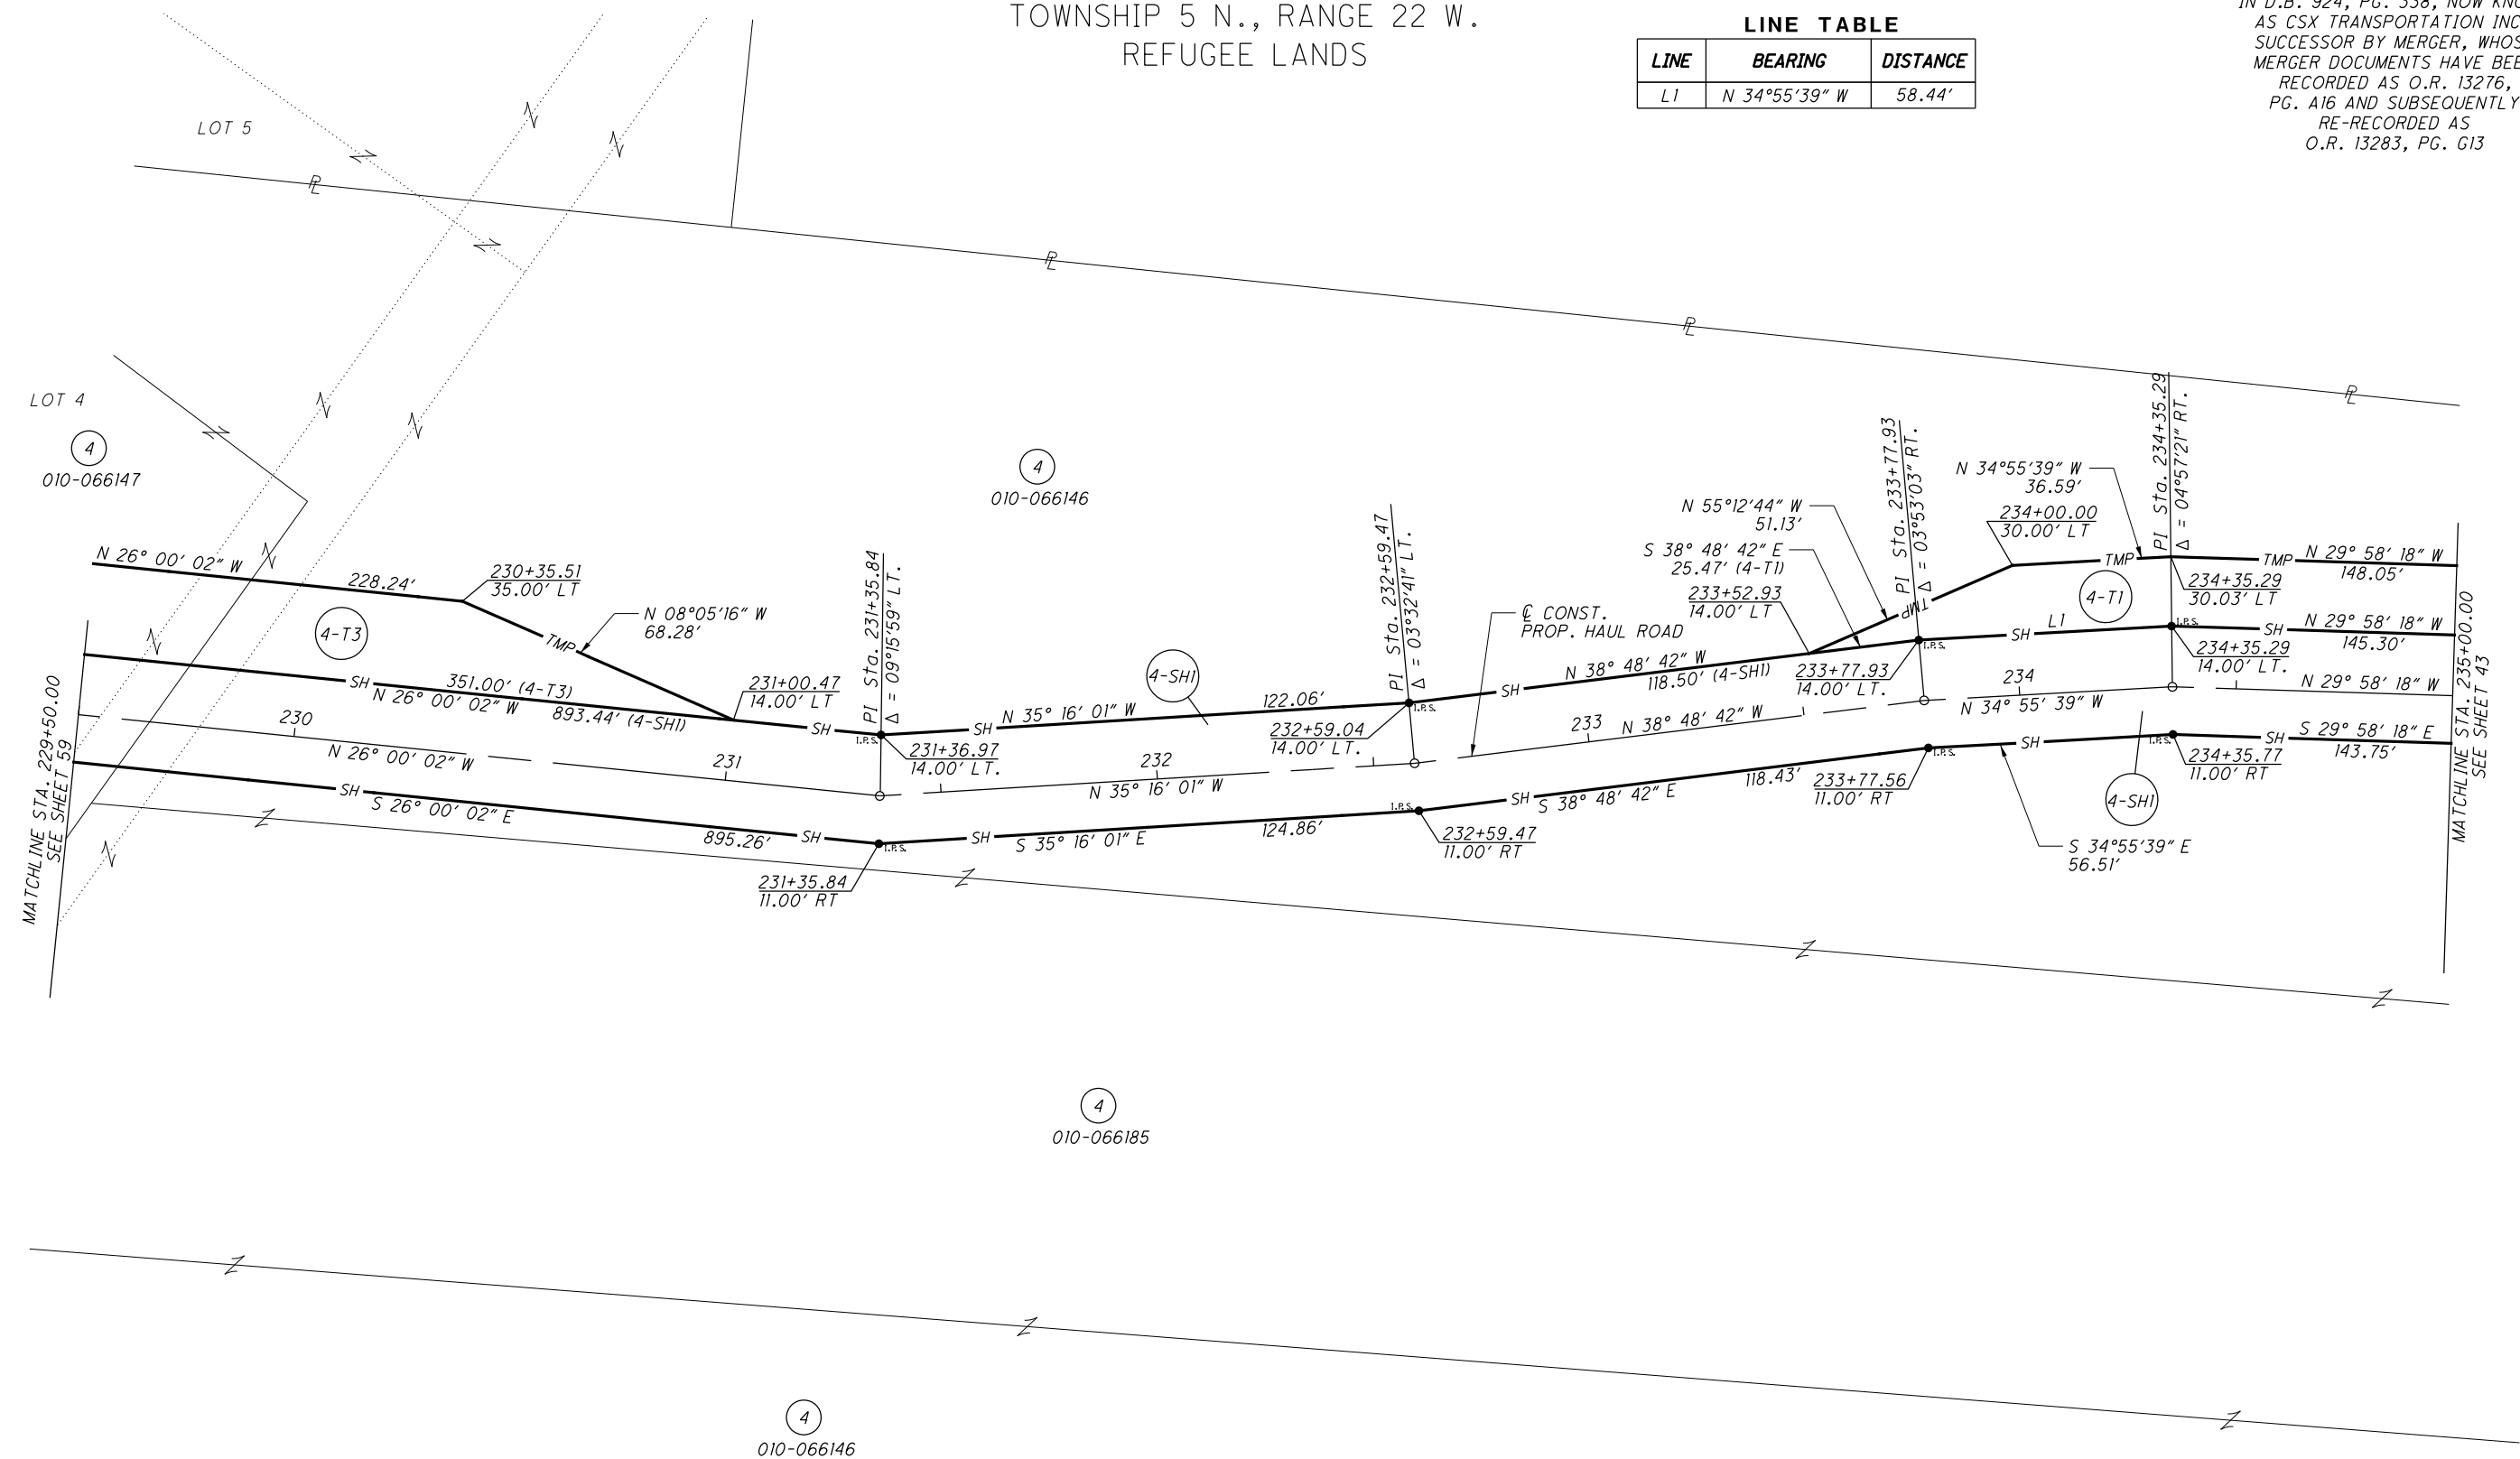 TOWNSHIP 5 N., RANGE 22 W.
REFUGEE LANDS
LINE TABLE
LINE BEARING DISTANCE
L1 N 34°55'39" W 58.44'
IN D.B. 924, PG. 338, NOW
AS CSX TRANSPORTATION INC
SUCCESSOR BY MERGER,
MERGER DOCUMENTS HAVE
RECORDED AS O.R. 13276,
PG. A16 AND SUBSEQUENTLY
RE-RECORDED AS
O.R. 13283, PG. G13
LOT 5
LOT 4
4
010-066147
4
010-066146
N 26° 00' 02" W
228.24'
230+35.51
35.00' LT
N 08°05'16" W
68.28'
TMP
4-T3
SH
351.00' (4-T3)
N 26° 00' 02" W
893.44' (4-SH1)
231+00.47
14.00' LT
SH
PI Sta. 231+35.84
Δ = 09°15'59" LT.
I.P.S.
231+36.97
14.00' LT.
SH
N 35° 16' 01" W
122.06'
4-SH1
PI Sta. 232+59.47
Δ = 03°32'41" LT.
I.P.S.
232+59.04
14.00' LT.
℄ CONST.
PROP. HAUL ROAD
SH
N 38° 48' 42" W
118.50' (4-SH1)
N 55°12'44" W
51.13'
S 38° 48' 42" E
25.47' (4-T1)
233+52.93
14.00' LT
TMP
PI Sta. 233+77.93
Δ = 03°53'03" RT.
I.P.S.
233+77.93
14.00' LT.
N 34°55'39" W
36.59'
234+00.00
30.00' LT
TMP
4-T1
PI Sta. 234+35.29
Δ = 04°57'21" RT.
TMP
N 29° 58' 18" W
148.05'
234+35.29
30.03' LT
SH
L1
I.P.S.
SH
N 29° 58' 18" W
145.30'
234+35.29
14.00' LT.
230
N 26° 00' 02" W
231
232
N 35° 16' 01" W
233
N 38° 48' 42" W
234
N 34° 55' 39" W
N 29° 58' 18" W
SH
S 26° 00' 02" E
895.26'
SH
I.P.S.
231+35.84
11.00' RT
SH
S 35° 16' 01" E
124.86'
I.P.S.
232+59.47
11.00' RT
SH
S 38° 48' 42" E
118.43'
233+77.56
11.00' RT
I.P.S.
SH
S 34°55'39" E
56.51'
4-SH1
I.P.S.
234+35.77
11.00' RT
SH
S 29° 58' 18" E
143.75'
MATCHLINE STA. 229+50.00
SEE SHEET 59
MATCHLINE STA. 235+00.00
SEE SHEET 43
4
010-066185
4
010-066146